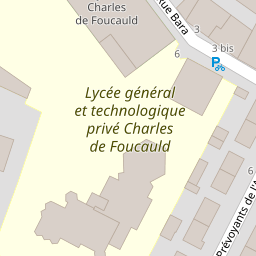 Charles
de Foucauld
Rue Bara
3
3 bis
6
Lycée général
et technologique
privé Charles
de Foucauld
6
Prévoyants de l'A